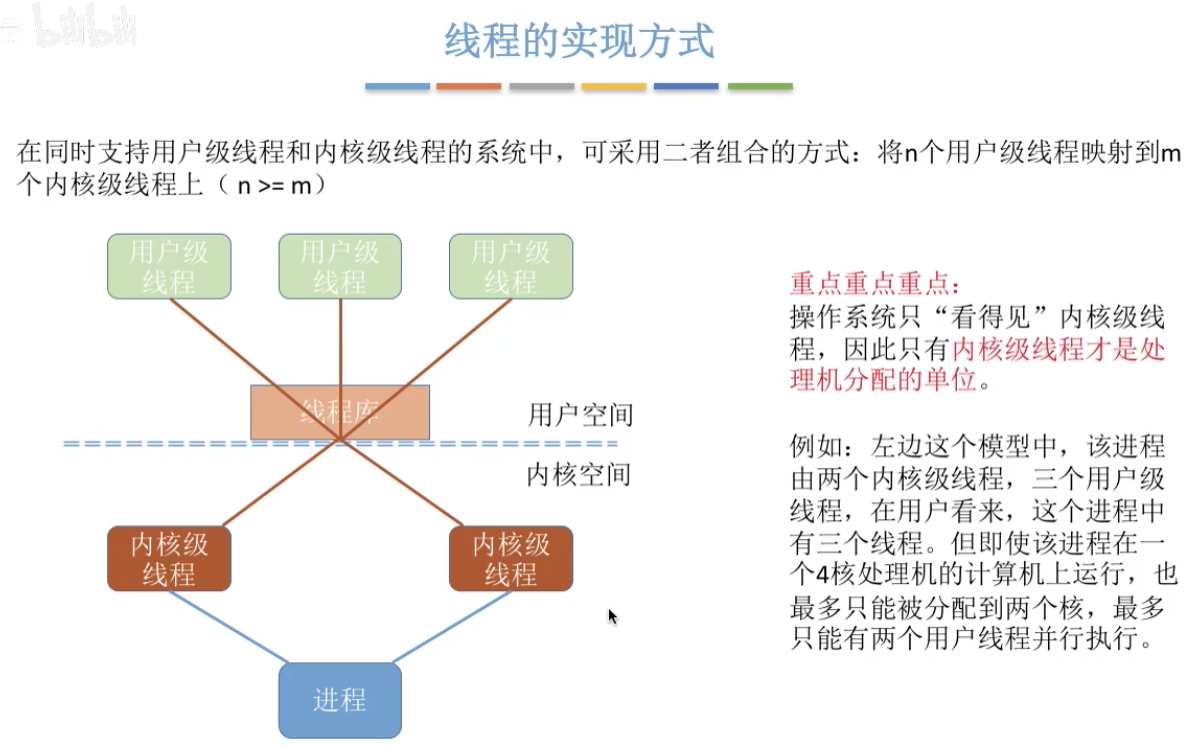 bilibili
线程的实现方式
在同时支持用户级线程和内核级线程的系统中，可采用二者组合的方式：将n个用户级线程映射到m
个内核级线程上（ n >= m）
用户级
线程
用户级
线程
用户级
线程
线程库
用户空间
内核空间
内核级
线程
内核级
线程
进程
重点重点重点：
操作系统只“看得见”内核级线
程，因此只有内核级线程才是处
理机分配的单位。
例如：左边这个模型中，该进程
由两个内核级线程，三个用户级
线程，在用户看来，这个进程中
有三个线程。但即使该进程在一
个4核处理机的计算机上运行，也
最多只能被分配到两个核，最多
只能有两个用户线程并行执行。